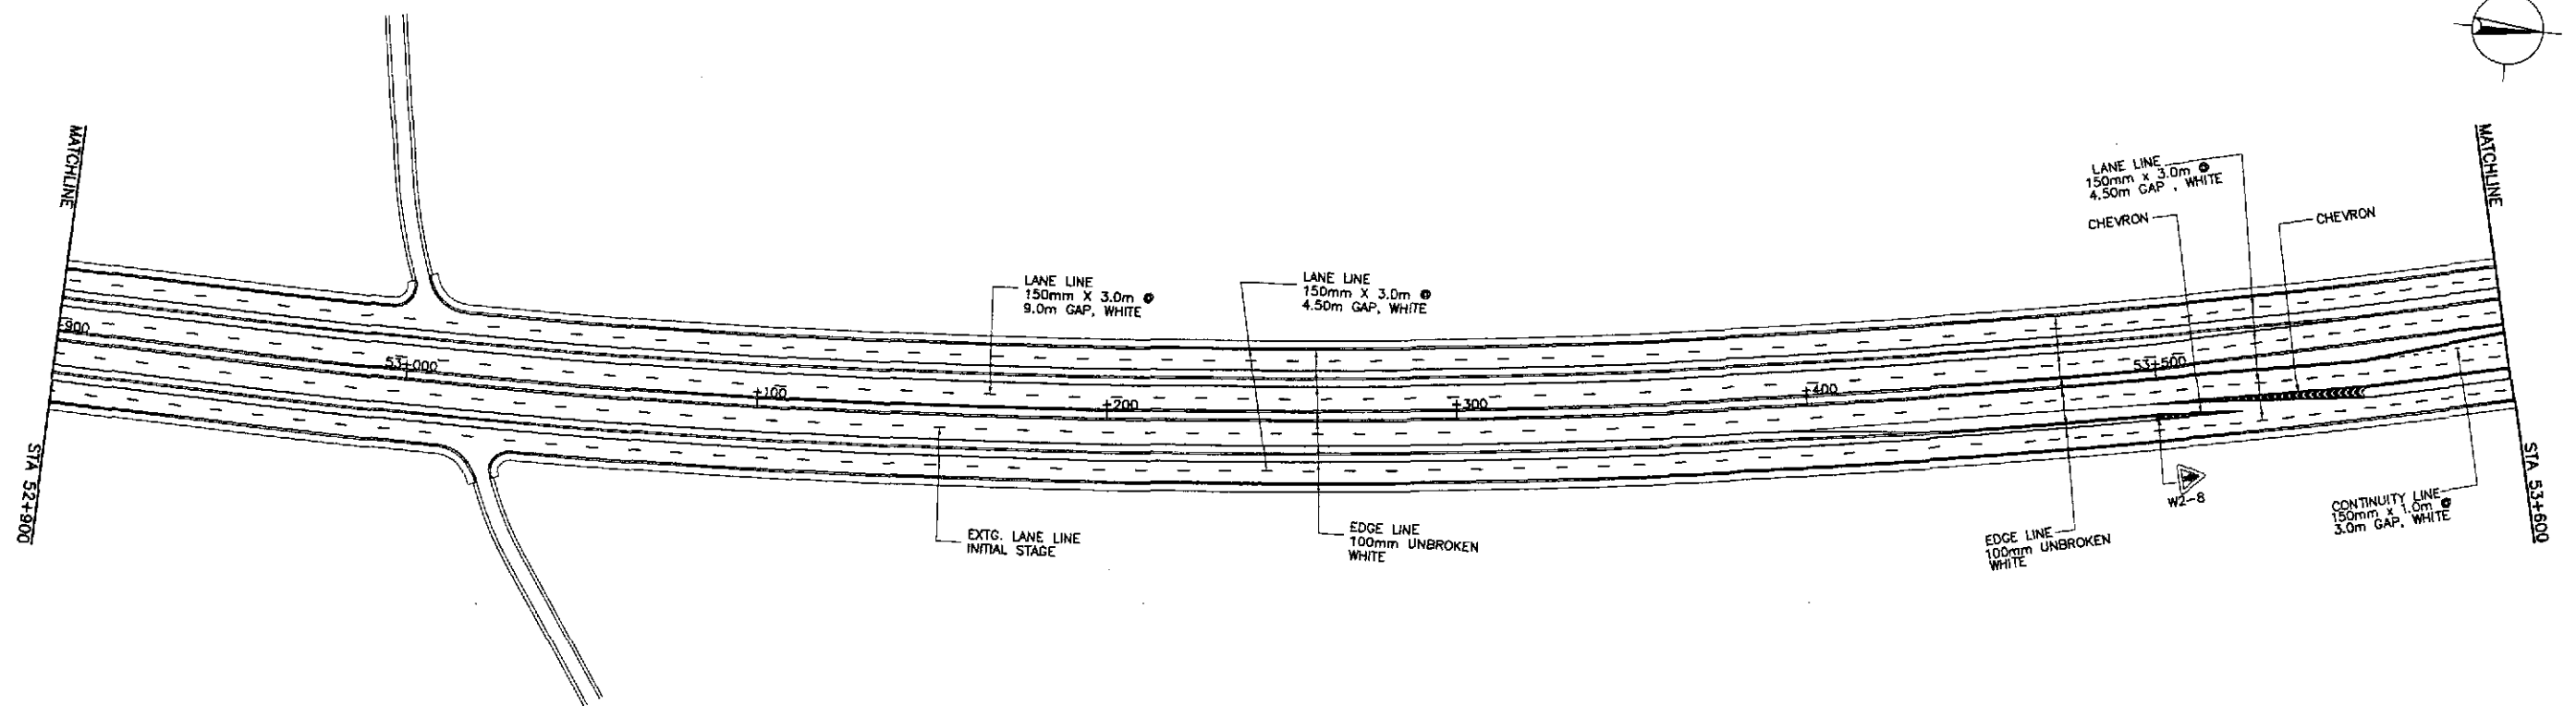 MATCHLINE
STA 52+900
+900
53+000
+100
+200
+300
+400
53+500
LANE LINE
150mm X 3.0m @
9.0m GAP, WHITE
LANE LINE
150mm X 3.0m @
4.50m GAP, WHITE
EXTG. LANE LINE
INITIAL STAGE
EDGE LINE
100mm UNBROKEN
WHITE
LANE LINE
150mm x 3.0m @
4.50m GAP , WHITE
CHEVRON
CHEVRON
W2-8
EDGE LINE
100mm UNBROKEN
WHITE
CONTINUITY LINE
150mm x 1.0m @
3.0m GAP, WHITE
MATCHLINE
STA 53+600